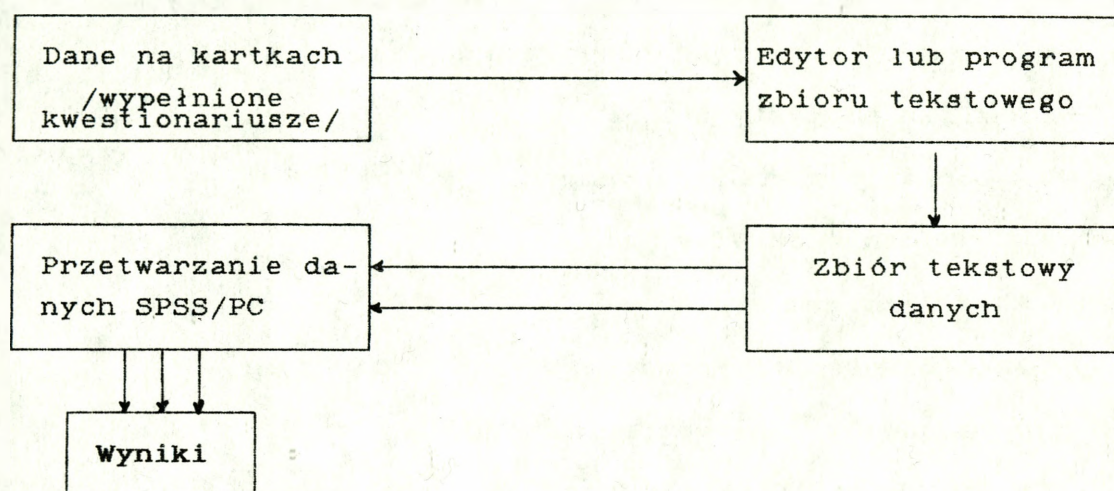 Dane na kartkach
/wypełnione
kwestionariusze/
Edytor lub program
zbioru tekstowego
Przetwarzanie da-
nych SPSS/PC
Zbiór tekstowy
danych
Wyniki